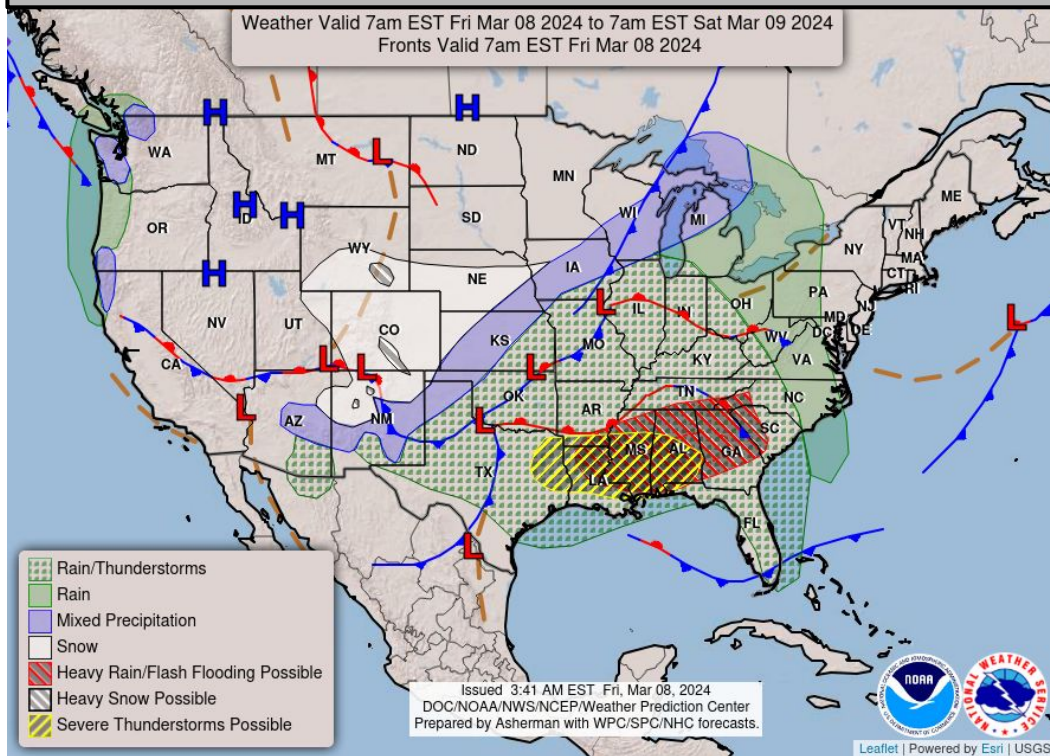 Weather Valid 7am EST Fri Mar 08 2024 to 7am EST Sat Mar 09 2024
Fronts Valid 7am EST Fri Mar 08 2024
H
H
WA
MT
L
ND
MN
ME
H
H
ID
OR
SD
WI
MI
VT
NH
NY
MA
CT
RI
WY
H
NE
IA
PA
NJ
OH
MD
DE
DC
NV
UT
CO
L
IL
IN
WV
L
CA
KS
MO
VA
KY
L
L
L
OK
TN
NC
L
AZ
NM
L
AR
SC
MS
AL
GA
TX
LA
FL
L
Rain/Thunderstorms
Rain
Mixed Precipitation
Snow
Heavy Rain/Flash Flooding Possible
Heavy Snow Possible
Severe Thunderstorms Possible
Issued 3:41 AM EST Fri, Mar 08, 2024
DOC/NOAA/NWS/NCEP/Weather Prediction Center
Prepared by Asherman with WPC/SPC/NHC forecasts.
NOAA
NATIONAL WEATHER SERVICE
Leaflet | Powered by Esri | USGS